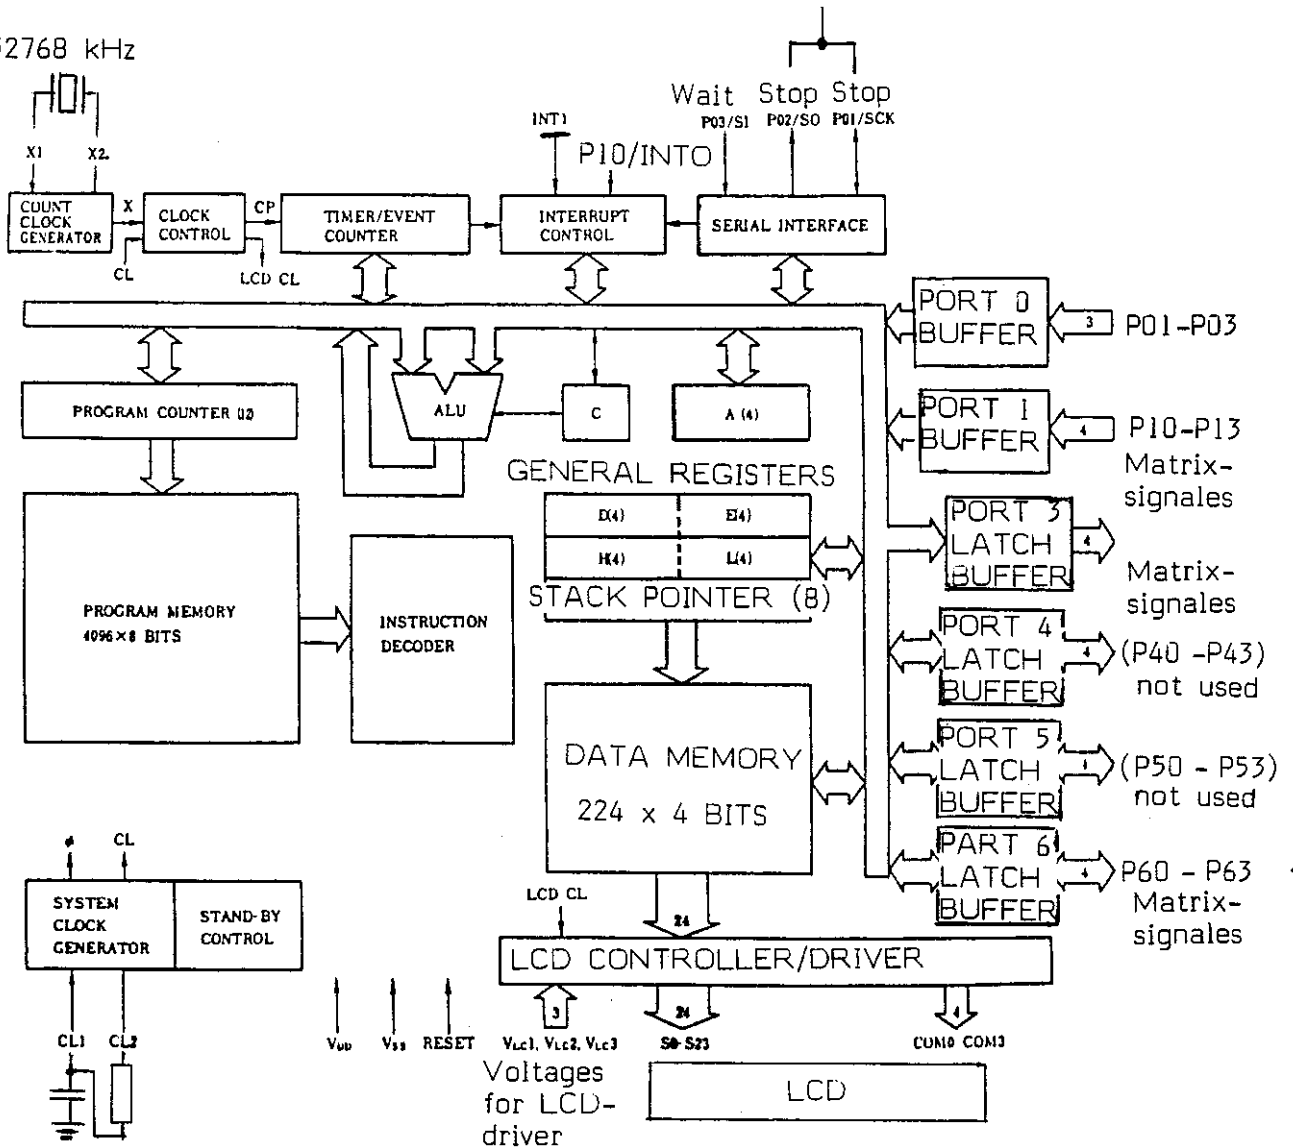 2768 kHz
Wait Stop Stop
P03/SI P02/SO P01/SCK
INT1
P10/INTO
X1 X2
COUNT
CLOCK
GENERATOR
X
CLOCK
CONTROL
CP
TIMER/EVENT
COUNTER
INTERRUPT
CONTROL
SERIAL INTERFACE
CL
LCD CL
PORT 0
BUFFER
3
P01-P03
PROGRAM COUNTER
ALU
C
A (4)
PORT 1
BUFFER
4
P10-P13
Matrix-
signales
GENERAL REGISTERS
D(4) E(4)
H(4) L(4)
STACK POINTER (8)
PORT 3
LATCH
BUFFER
4
Matrix-
signales
PROGRAM MEMORY
4096×8 BITS
INSTRUCTION
DECODER
PORT 4
LATCH
BUFFER
4
(P40 -P43)
not used
DATA MEMORY
224 x 4 BITS
PORT 5
LATCH
BUFFER
4
(P50 - P53)
not used
PART 6
LATCH
BUFFER
4
P60 - P63
Matrix-
signales
ø CL
SYSTEM
CLOCK
GENERATOR
STAND-BY
CONTROL
LCD CL
24
LCD CONTROLLER/DRIVER
3
24
4
CL1 CL2
VDD VSS RESET
VLC1, VLC2, VLC3
S0-S23
COM0 COM3
Voltages
for LCD-
driver
LCD